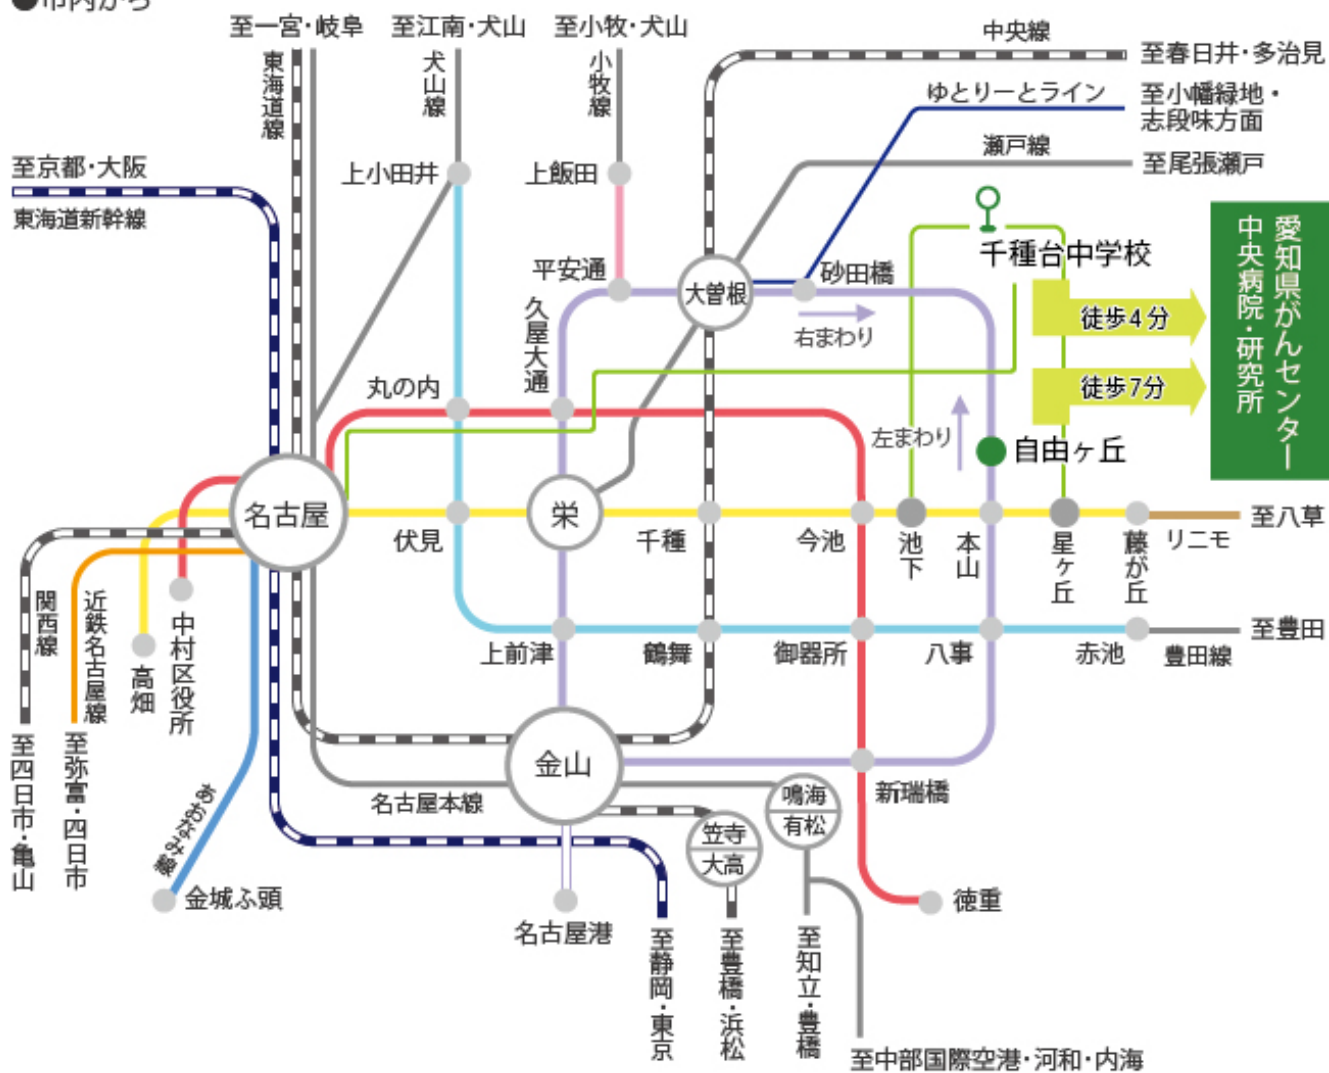 ●市内から
至一宮・岐阜
至江南・犬山
至小牧・犬山
中央線
至春日井・多治見
東海道線
犬山線
小牧線
ゆとりーとライン
至小幡緑地・
志段味方面
瀬戸線
至尾張瀬戸
至京都・大阪
東海道新幹線
上小田井
上飯田
千種台中学校
愛知県がんセンター
中央病院・研究所
平安通
大曽根
砂田橋
久屋大通
右まわり
徒歩4分
丸の内
徒歩7分
左まわり
自由ヶ丘
名古屋
伏見
栄
千種
今池
池下
本山
星ヶ丘
藤が丘
リニモ
至八草
関西線
近鉄名古屋線
高畑
中村区役所
上前津
鶴舞
御器所
八事
赤池
豊田線
至豊田
至四日市・亀山
至弥富・四日市
あおなみ線
金城ふ頭
金山
名古屋本線
新瑞橋
鳴海
有松
笠寺
大高
名古屋港
徳重
至静岡・東京
至豊橋・浜松
至知立・豊橋
至中部国際空港・河和・内海